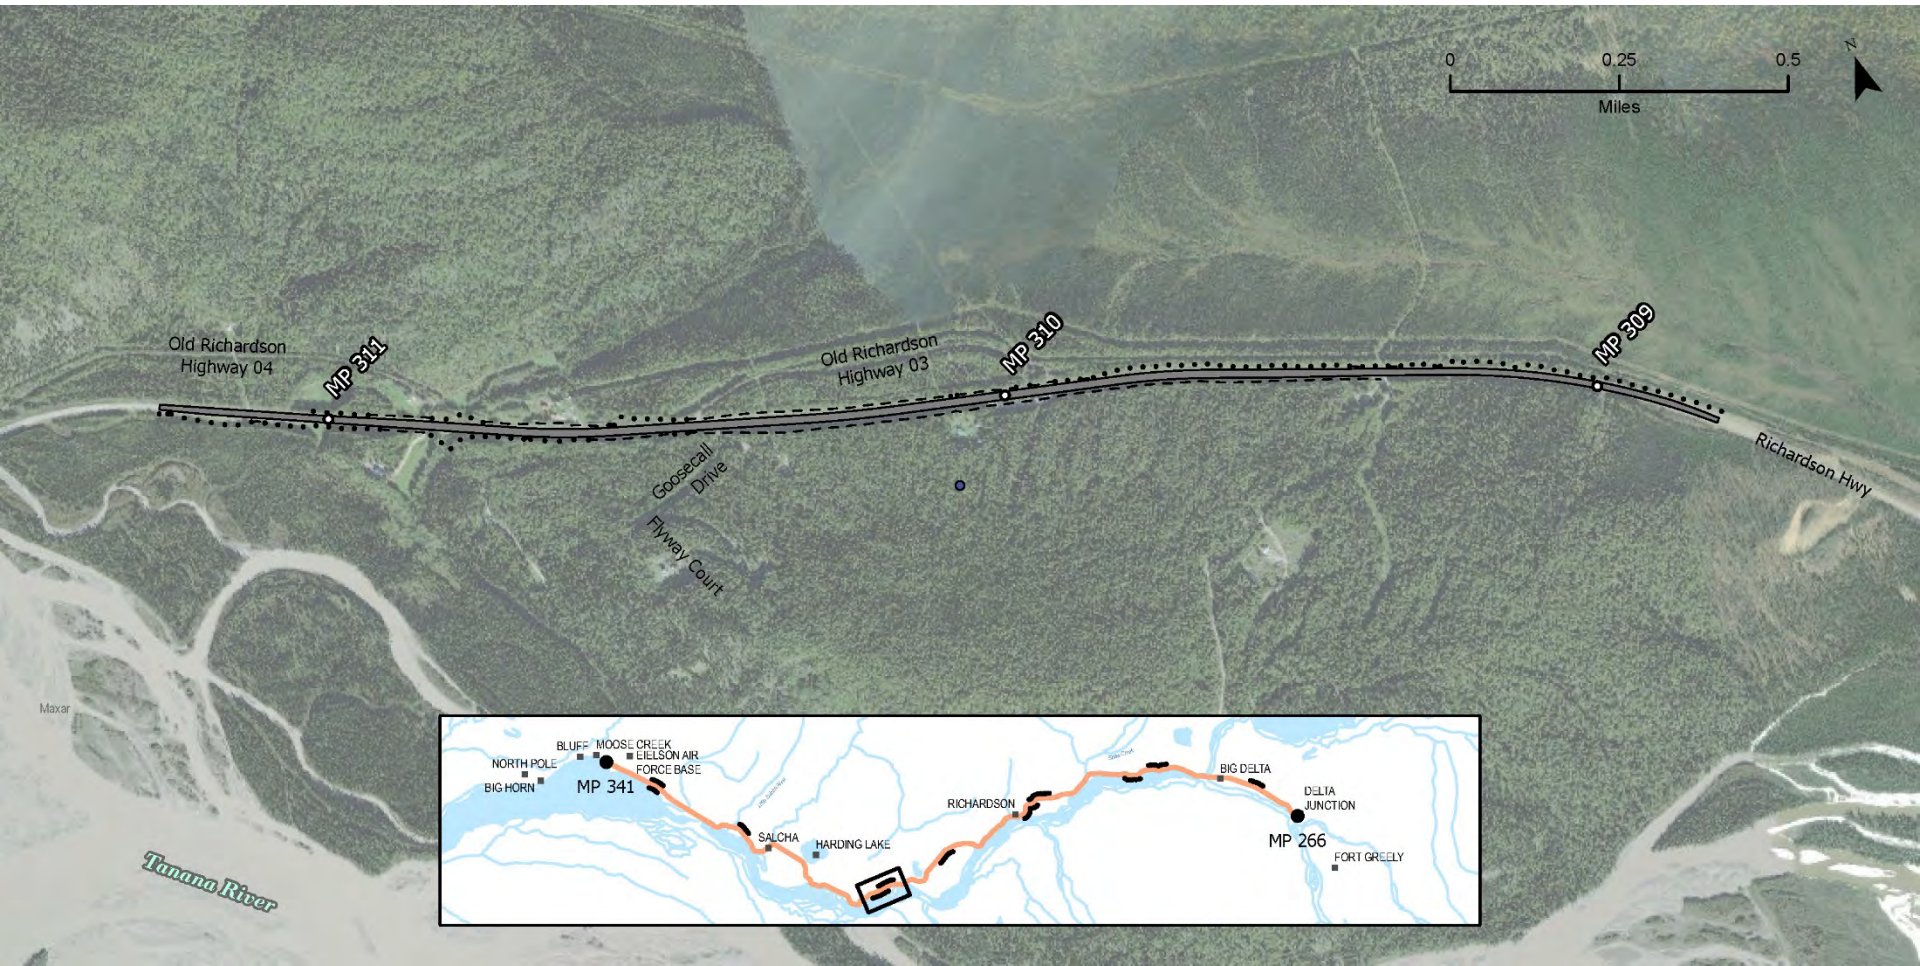 N
0 0.25 0.5
Miles
MP 309
MP 310
MP 311
Old Richardson
Highway 04
Old Richardson
Highway 03
Richardson Hwy
Goosecall
Drive
Flyway Court
Maxar
Tanana River
BLUFF
MOOSE CREEK
EIELSON AIR
FORCE BASE
NORTH POLE
BIG HORN
MP 341
SALCHA
HARDING LAKE
RICHARDSON
BIG DELTA
DELTA
JUNCTION
MP 266
FORT GREELY